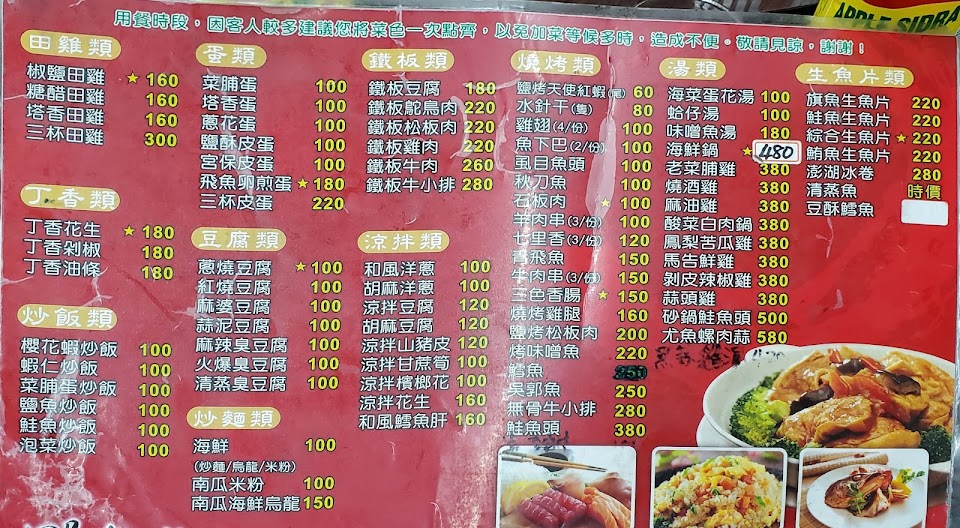 APPLE SIDRA
用餐時段，因客人較多建議您將菜色一次點齊，以免加菜等候多時，造成不便。敬請見諒，謝謝！
田雞類
椒鹽田雞 ★160
糖醋田雞 160
塔香田雞 160
三杯田雞 300
丁香類
丁香花生 ★180
丁香剁椒 180
丁香油條 180
炒飯類
櫻花蝦炒飯 100
蝦仁炒飯 100
菜脯蛋炒飯 100
鹽魚炒飯 100
鮭魚炒飯 100
泡菜炒飯 100
蛋類
菜脯蛋 100
塔香蛋 100
蔥花蛋 100
鹽酥皮蛋 100
宮保皮蛋 100
飛魚卵煎蛋 ★180
三杯皮蛋 220
豆腐類
蔥燒豆腐 ★100
紅燒豆腐 100
麻婆豆腐 100
蒜泥豆腐 100
麻辣臭豆腐 100
火爆臭豆腐 100
清蒸臭豆腐 100
炒麵類
海鮮 100
(炒麵/烏龍/米粉)
南瓜米粉 100
南瓜海鮮烏龍 150
鐵板類
鐵板豆腐 180
鐵板鴕鳥肉 220
鐵板松板肉 220
鐵板雞肉 220
鐵板牛肉 260
鐵板牛小排 280
涼拌類
和風洋蔥 100
胡麻洋蔥 100
涼拌豆腐 120
胡麻豆腐 120
涼拌山豬皮 120
涼拌甘蔗筍 100
涼拌檳榔花 100
涼拌花生 160
和風鱈魚肝 160
燒烤類
鹽烤天使紅蝦(尾) 60
水針干(隻) 80
雞翅(4/份) 100
魚下巴(2/份) 100
虱目魚頭 100
秋刀魚 100
石板肉 ★100
羊肉串(3/份) 100
七里香(3/份) 120
青飛魚 150
牛肉串(3/份) 150
三色香腸 ★150
燒烤雞腿 160
鹽烤松板肉 200
烤味噌魚 220
鱈魚 250
吳郭魚 250
無骨牛小排 280
鮭魚頭 380
湯類
海菜蛋花湯 100
蛤仔湯 100
味噌魚湯 180
海鮮鍋 ★480
老菜脯雞 380
燒酒雞 380
麻油雞 380
酸菜白肉鍋 380
鳳梨苦瓜雞 380
馬告鮮雞 380
剝皮辣椒雞 380
蒜頭雞 380
砂鍋鮭魚頭 500
尤魚螺肉蒜 580
生魚片類
旗魚生魚片 220
鮭魚生魚片 220
綜合生魚片 ★220
鮪魚生魚片 220
澎湖冰卷 280
清蒸魚 時價
豆酥鱈魚